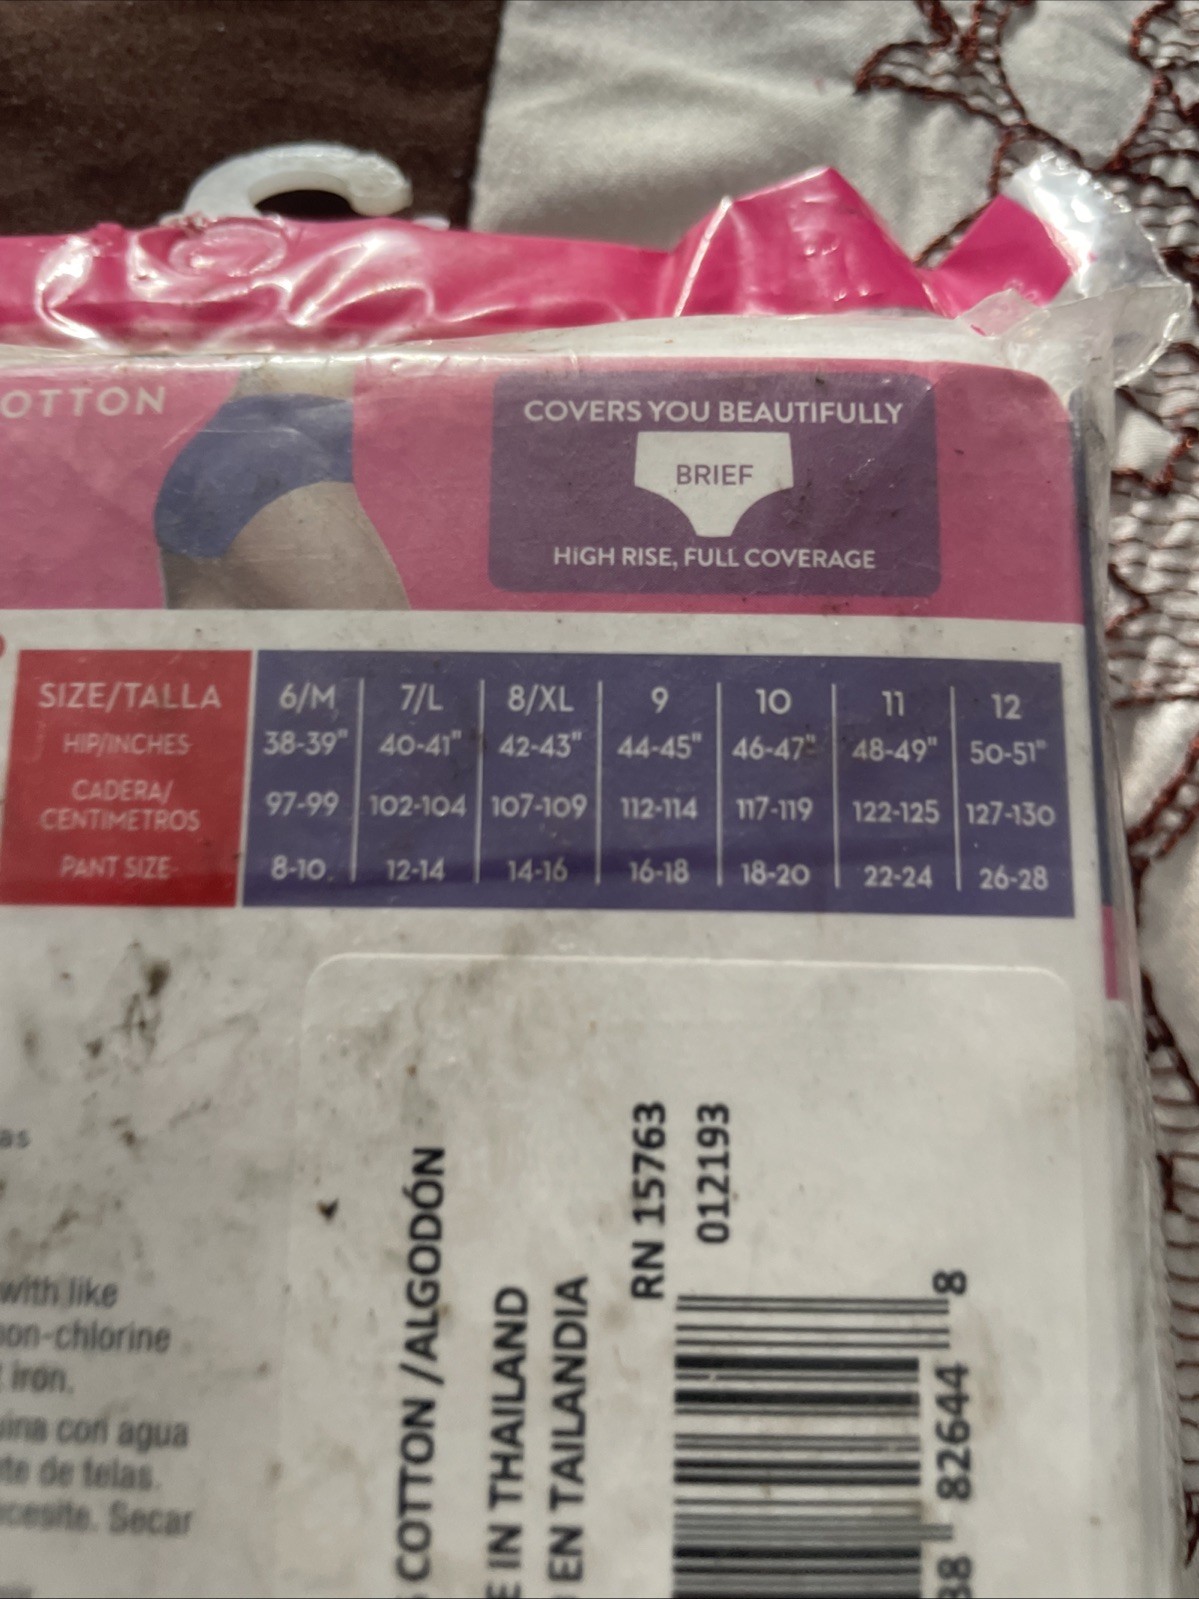 OTTON
COVERS YOU BEAUTIFULLY
BRIEF
HIGH RISE, FULL COVERAGE
SIZE/TALLA 6/M 7/L 8/XL 9 10 11 12
HIP/INCHES 38-39" 40-41" 42-43" 44-45" 46-47" 48-49" 50-51"
CADERA/
CENTIMETROS 97-99 102-104 107-109 112-114 117-119 122-125 127-130
PANT SIZE 8-10 12-14 14-16 16-18 18-20 22-24 26-28
as
with like
non-chlorine
iron.
uina con agua
te de telas.
ecesite. Secar
COTTON /ALGODÓN
E IN THAILAND
EN TAILANDIA
RN 15763
012193
38 82644 8